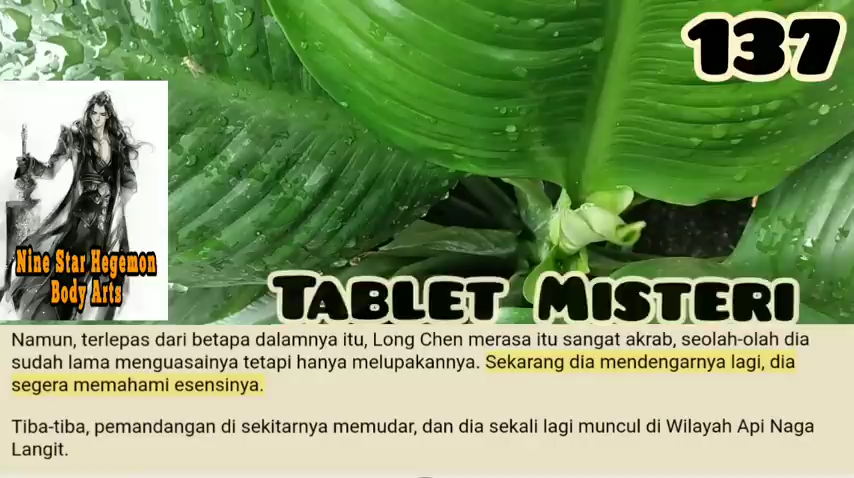 137
Nine Star Hegemon
Body Arts
TABLET MISTERI
Namun, terlepas dari betapa dalamnya itu, Long Chen merasa itu sangat akrab, seolah-olah dia
sudah lama menguasainya tetapi hanya melupakannya. Sekarang dia mendengarnya lagi, dia
segera memahami esensinya.
Tiba-tiba, pemandangan di sekitarnya memudar, dan dia sekali lagi muncul di Wilayah Api Naga
Langit.